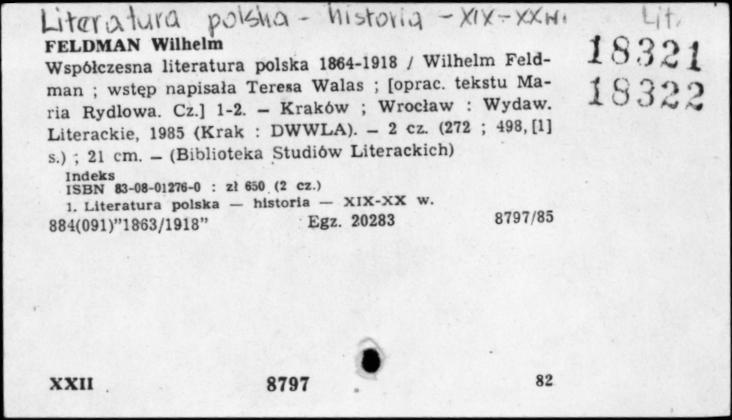 Literatura polska - historia - XIX-XX w. Lit.
18321
18322
FELDMAN Wilhelm
Współczesna literatura polska 1864-1918 / Wilhelm Feld-
man ; wstęp napisała Teresa Walas ; [oprac. tekstu Ma-
ria Rydlowa. Cz.] 1-2. — Kraków ; Wrocław : Wydaw.
Literackie, 1985 (Krak : DWWLA). — 2 cz. (272 ; 498, [1]
s.) ; 21 cm. — (Biblioteka Studiów Literackich)
Indeks
ISBN 83-08-01276-0 : zł 650 (2 cz.)
1. Literatura polska — historia — XIX-XX w.
884(091)"1863/1918" Egz. 20283 8797/85
XXII 8797 82